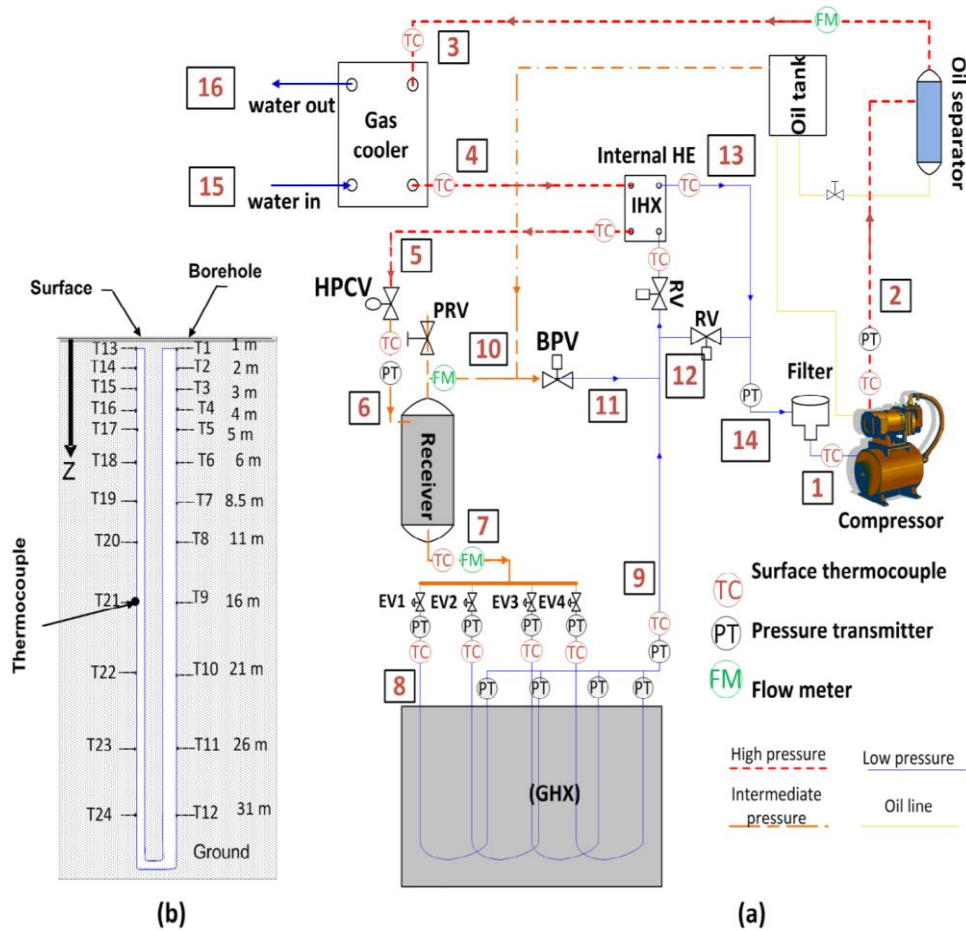 3
FM
TC
16
water out
Gas
cooler
15
water in
4
TC
Internal HE
13
TC
IHX
Oil tank
Oil separator
5
TC
TC
HPCV
RV
PRV
TC
PT
6
10
FM
BPV
11
RV
12
PT
14
Filter
TC
1
2
PT
TC
Compressor
Receiver
7
TC
FM
9
EV1
EV2
EV3
EV4
PT
PT
PT
PT
TC
TC
TC
TC
TC
PT
8
PT
PT
PT
PT
(GHX)
TC
Surface thermocouple
PT
Pressure transmitter
FM
Flow meter
High pressure
Low pressure
Intermediate
pressure
Oil line
(a)
Surface
Borehole
T13
T1
1 m
T14
T2
2 m
T15
T3
3 m
T16
T4
4 m
T17
T5
5 m
Z
T18
T6
6 m
T19
T7
8.5 m
T20
T8
11 m
T21
T9
16 m
Thermocouple
T22
T10
21 m
T23
T11
26 m
T24
T12
31 m
Ground
(b)